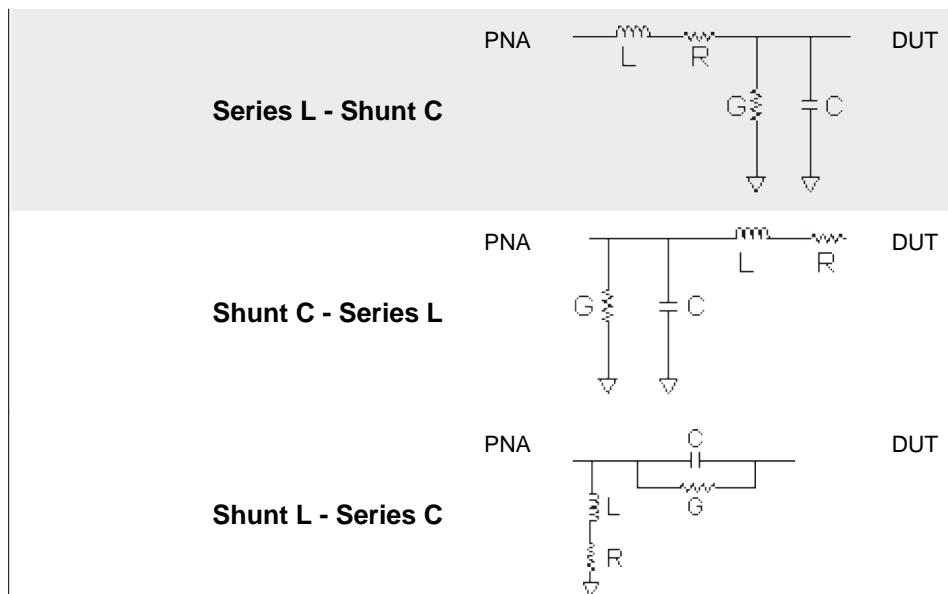 PNA DUT
L R
Series L - Shunt C
G C
PNA DUT
L R
Shunt C - Series L
G C
PNA C DUT
G
Shunt L - Series C
L
R